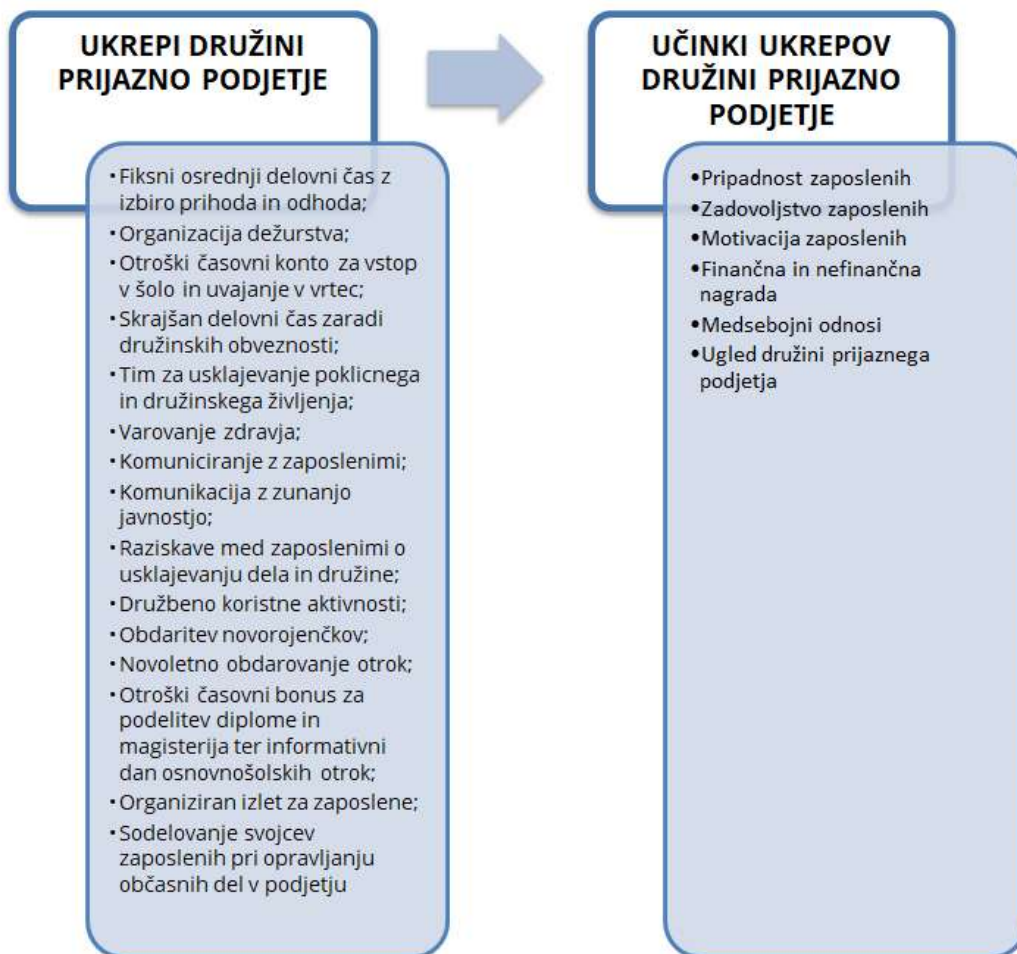 UKREPI DRUŽINI
PRIJAZNO PODJETJE
• Fiksni osrednji delovni čas z
izbiro prihoda in odhoda;
• Organizacija dežurstva;
• Otroški časovni konto za vstop
v šolo in uvajanje v vrtec;
• Skrajšan delovni čas zaradi
družinskih obveznosti;
• Tim za usklajevanje poklicnega
in družinskega življenja;
• Varovanje zdravja;
• Komuniciranje z zaposlenimi;
• Komunikacija z zunanjo
javnostjo;
• Raziskave med zaposlenimi o
usklajevanju dela in družine;
• Družbeno koristne aktivnosti;
• Obdaritev novorojenčkov;
• Novoletno obdarovanje otrok;
• Otroški časovni bonus za
podelitev diplome in
magisterija ter informativni
dan osnovnošolskih otrok;
• Organiziran izlet za zaposlene;
• Sodelovanje svojcev
zaposlenih pri opravljanju
občasnih del v podjetju
UČINKI UKREPOV
DRUŽINI PRIJAZNO
PODJETJE
• Pripadnost zaposlenih
• Zadovoljstvo zaposlenih
• Motivacija zaposlenih
• Finančna in nefinančna
nagrada
• Medsebojni odnosi
• Ugled družini prijaznega
podjetja